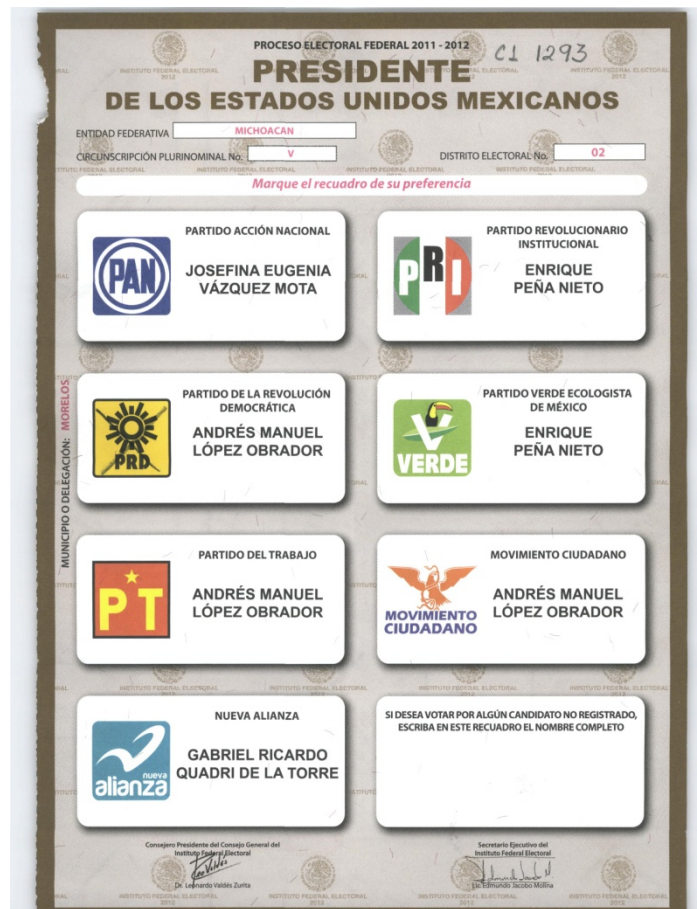 PROCESO ELECTORAL FEDERAL 2011 - 2012
C1 1293
PRESIDENTE
DE LOS ESTADOS UNIDOS MEXICANOS
ENTIDAD FEDERATIVA MICHOACAN
CIRCUNSCRIPCIÓN PLURINOMINAL No. V
DISTRITO ELECTORAL No. 02
Marque el recuadro de su preferencia
MUNICIPIO O DELEGACIÓN: MORELOS
PAN
PARTIDO ACCIÓN NACIONAL
JOSEFINA EUGENIA
VÁZQUEZ MOTA
PRI
PARTIDO REVOLUCIONARIO
INSTITUCIONAL
ENRIQUE
PEÑA NIETO
PRD
PARTIDO DE LA REVOLUCIÓN
DEMOCRÁTICA
ANDRÉS MANUEL
LÓPEZ OBRADOR
VERDE
PARTIDO VERDE ECOLOGISTA
DE MÉXICO
ENRIQUE
PEÑA NIETO
PT
PARTIDO DEL TRABAJO
ANDRÉS MANUEL
LÓPEZ OBRADOR
MOVIMIENTO
CIUDADANO
MOVIMIENTO CIUDADANO
ANDRÉS MANUEL
LÓPEZ OBRADOR
nueva
alianza
NUEVA ALIANZA
GABRIEL RICARDO
QUADRI DE LA TORRE
SI DESEA VOTAR POR ALGÚN CANDIDATO NO REGISTRADO,
ESCRIBA EN ESTE RECUADRO EL NOMBRE COMPLETO
Consejero Presidente del Consejo General del
Instituto Federal Electoral
Dr. Leonardo Valdés Zurita
Secretario Ejecutivo del
Instituto Federal Electoral
Lic. Edmundo Jacobo Molina
INSTITUTO FEDERAL ELECTORAL
2012